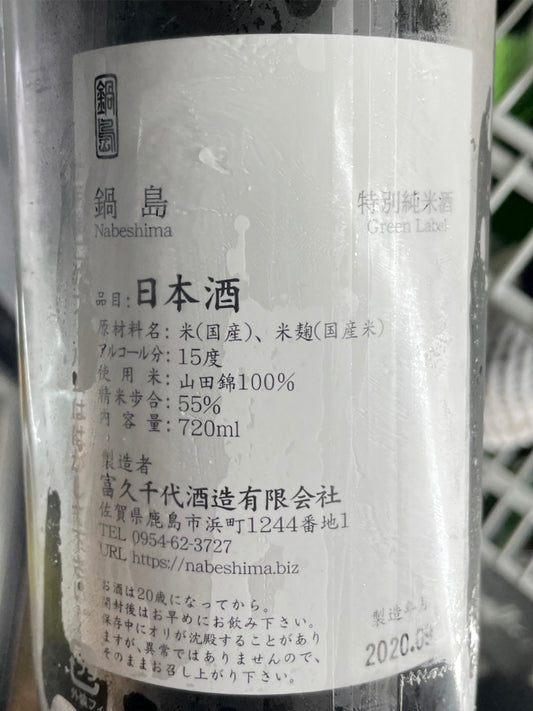 鍋島
鍋島
Nabeshima
特別純米酒
Green Label
品目：日本酒
原材料名：米(国産)、米麹(国産米)
アルコール分：15度
使用米：山田錦100%
精米歩合：55%
内容量：720ml
製造者
富久千代酒造有限会社
佐賀県鹿島市浜町1244番地1
TEL 0954-62-3727
URL https://nabeshima.biz
お酒は20歳になってから。
開封後はお早めにお飲み下さい。
保存中にオリが沈殿することがあり
ますが、異常ではありませんので、
そのままお召し上がり下さい。
製造年月
2020.09
外装フィ